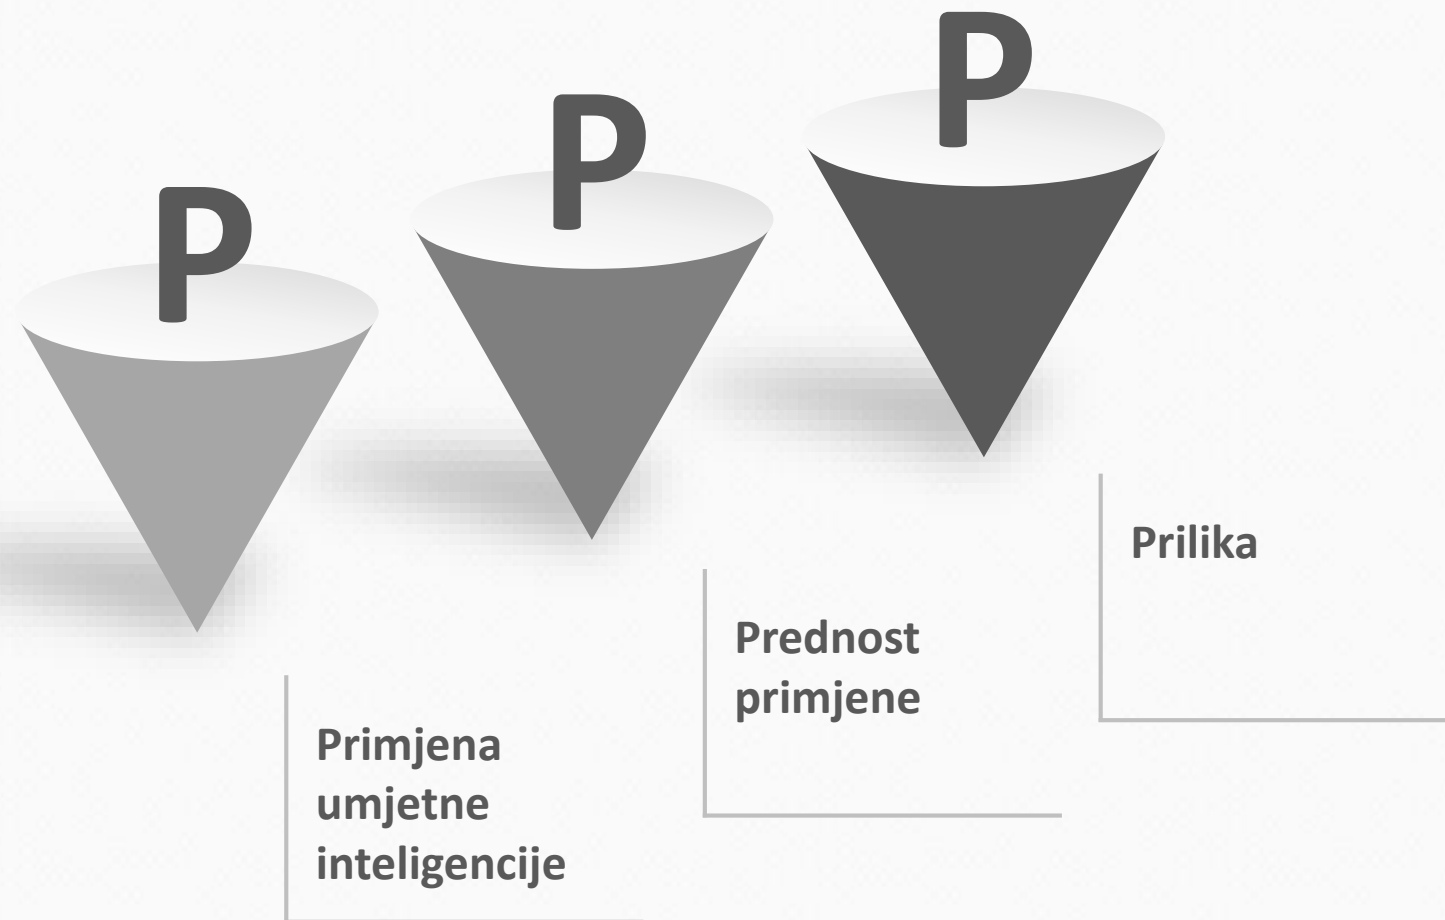 P
P
P
Primjena
umjetne
inteligencije
Prednost
primjene
Prilika